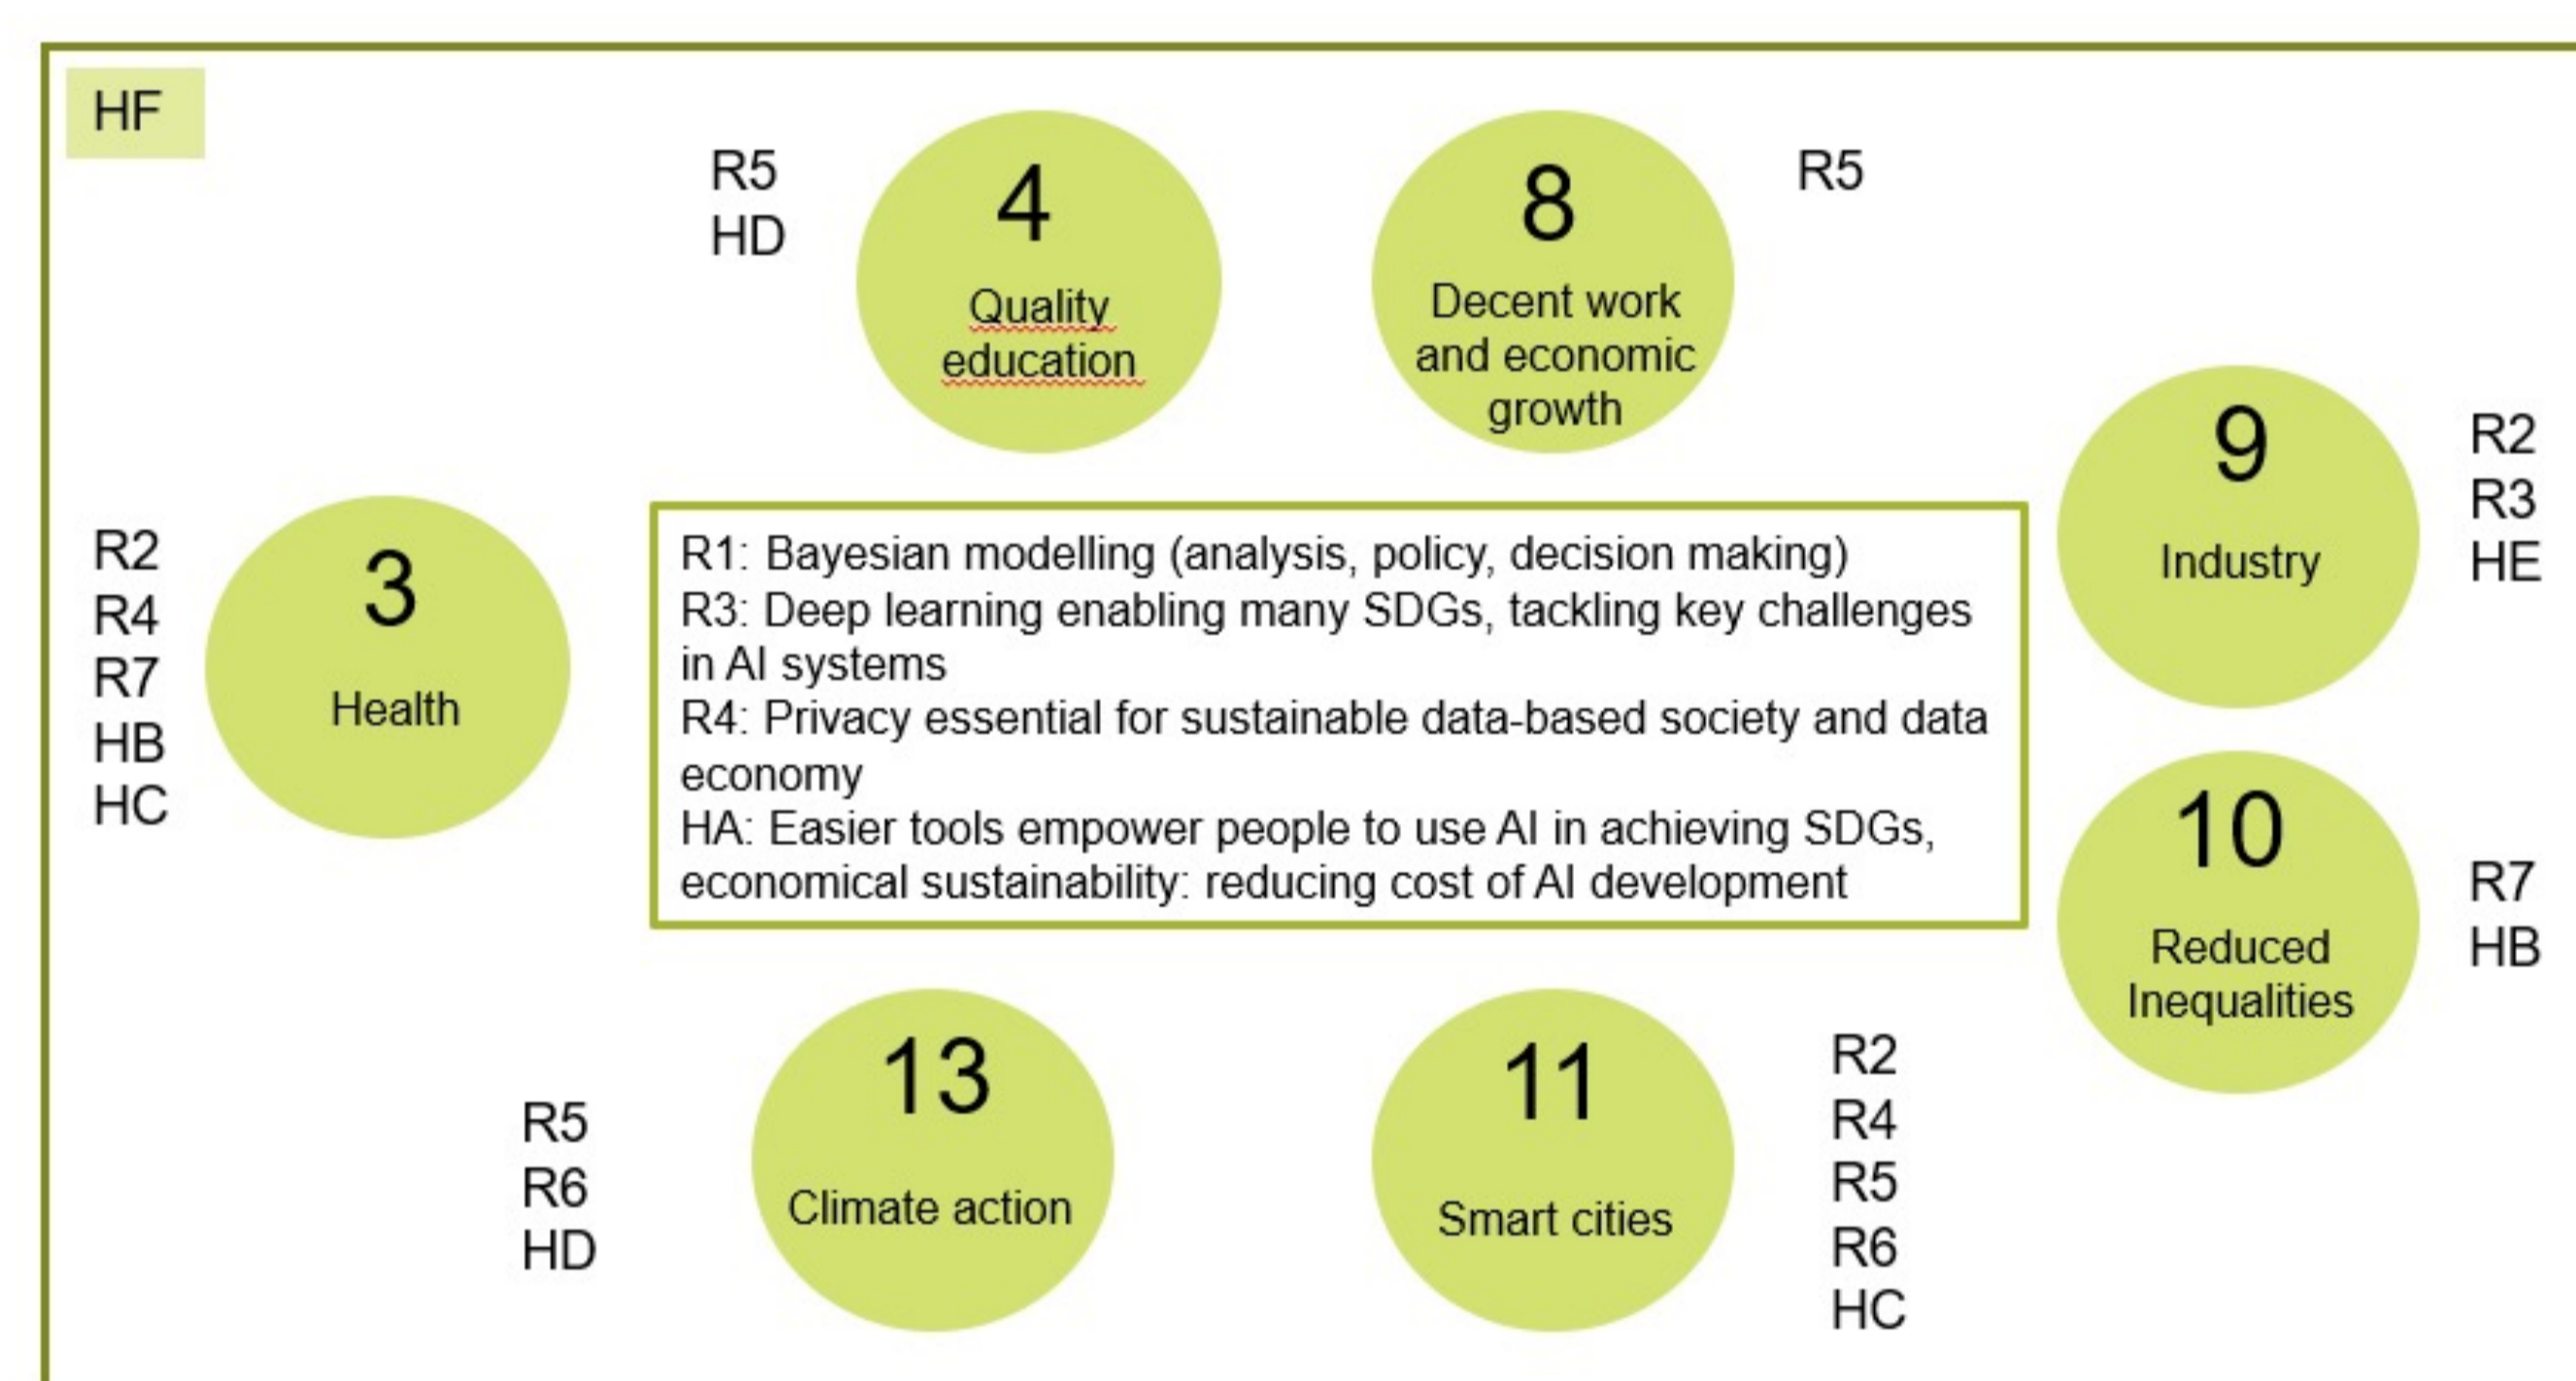 HF
R5
HD
4
Quality
education
8
Decent work
and economic
growth
R5
9
Industry
R2
R3
HE
R2
R4
R7
HB
HC
3
Health
R1: Bayesian modelling (analysis, policy, decision making)
R3: Deep learning enabling many SDGs, tackling key challenges
in AI systems
R4: Privacy essential for sustainable data-based society and data
economy
HA: Easier tools empower people to use AI in achieving SDGs,
economical sustainability: reducing cost of AI development
10
Reduced
Inequalities
R7
HB
R5
R6
HD
13
Climate action
11
Smart cities
R2
R4
R5
R6
HC